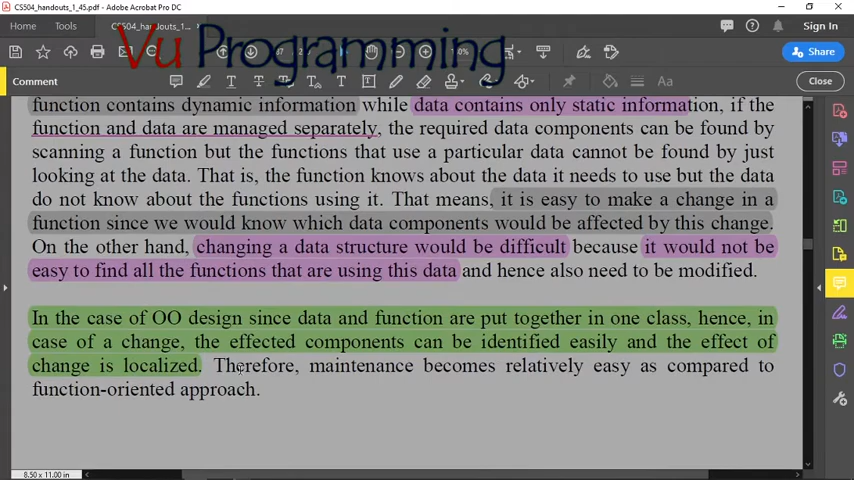 CS504_handouts_1_45.pdf - Adobe Acrobat Pro DC
Home Tools CS504_handouts_1_45... × Sign In
Vu Programming
Share
Comment Close
function contains dynamic information while data contains only static information, if the
function and data are managed separately, the required data components can be found by
scanning a function but the functions that use a particular data cannot be found by just
looking at the data. That is, the function knows about the data it needs to use but the data
do not know about the functions using it. That means, it is easy to make a change in a
function since we would know which data components would be affected by this change.
On the other hand, changing a data structure would be difficult because it would not be
easy to find all the functions that are using this data and hence also need to be modified.
In the case of OO design since data and function are put together in one class, hence, in
case of a change, the effected components can be identified easily and the effect of
change is localized. Therefore, maintenance becomes relatively easy as compared to
function-oriented approach.
8.50 x 11.00 in